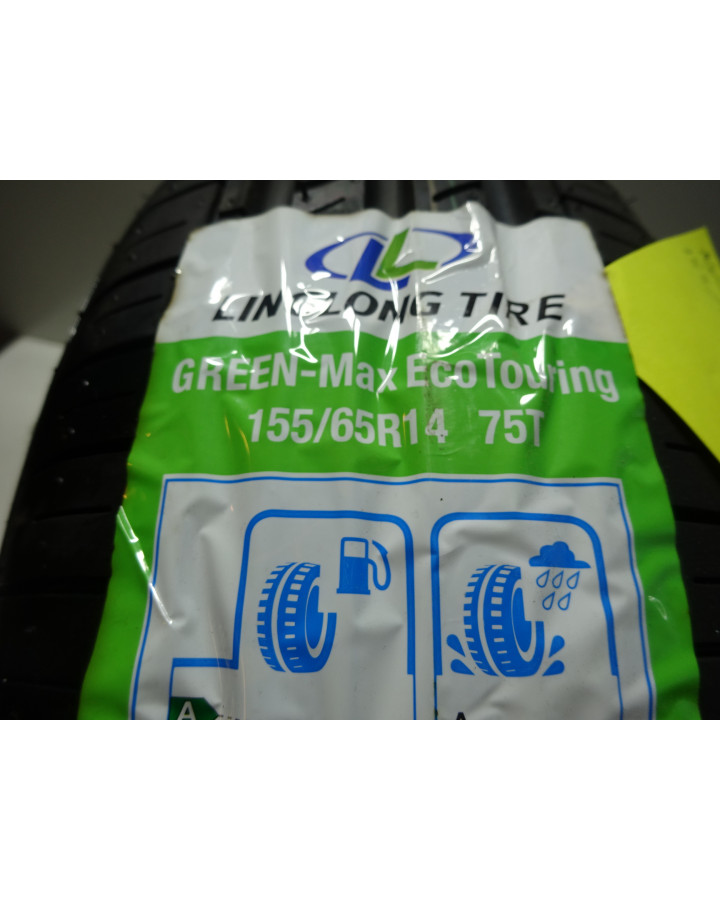 LINGLONG TIRE
GREEN-Max EcoTouring
155/65R14 75T
A
A